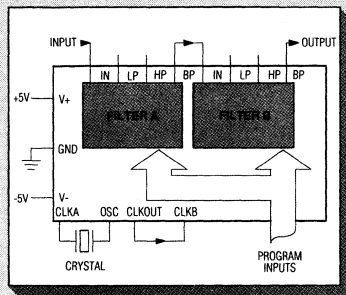 INPUT
OUTPUT
IN LP HP BP IN LP HP BP
+5V
V+
FILTER A
FILTER B
GND
-5V
V-
CLKA OSC CLKOUT CLKB
CRYSTAL
PROGRAM
INPUTS